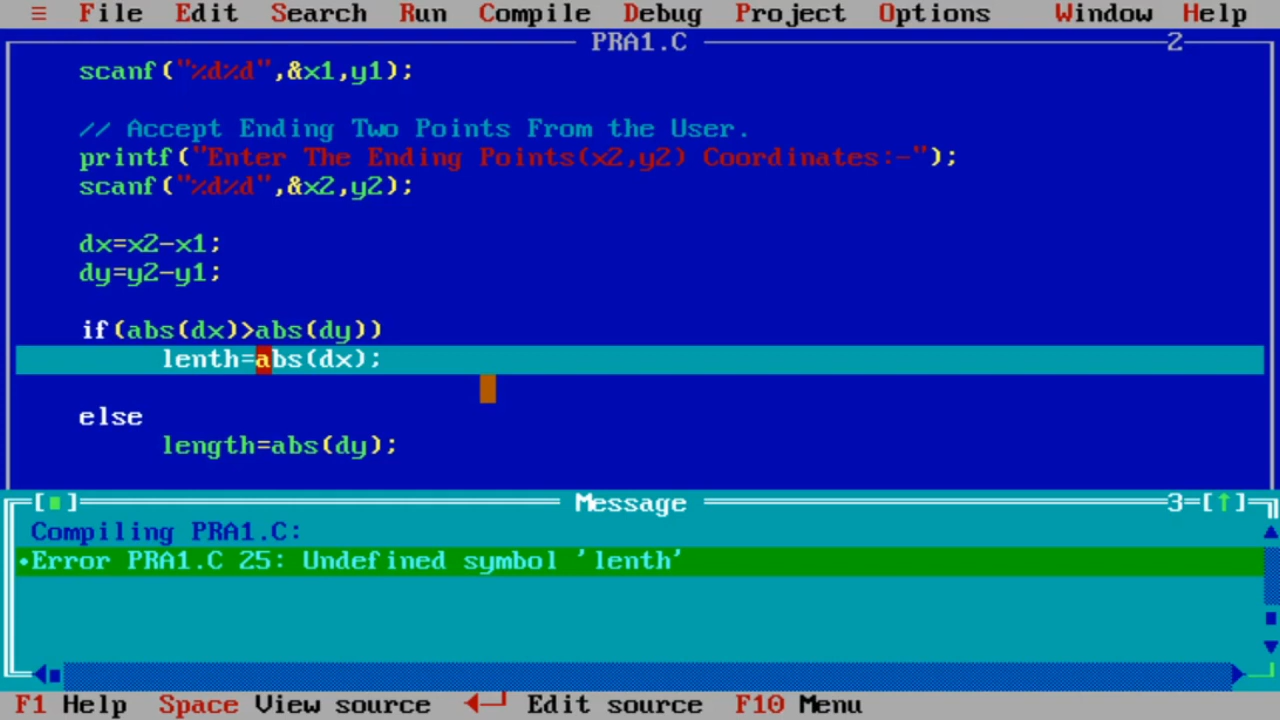 ≡ File Edit Search Run Compile Debug Project Options Window Help
PRA1.C 2
scanf("%d%d",&x1,y1);
// Accept Ending Two Points From the User.
printf("Enter The Ending Points(x2,y2) Coordinates:-");
scanf("%d%d",&x2,y2);
dx=x2-x1;
dy=y2-y1;
if(abs(dx)>abs(dy))
lenth=abs(dx);
else
length=abs(dy);
[■] Message 3=[↑]
Compiling PRA1.C:
•Error PRA1.C 25: Undefined symbol 'lenth'
F1 Help Space View source ◄┘ Edit source F10 Menu